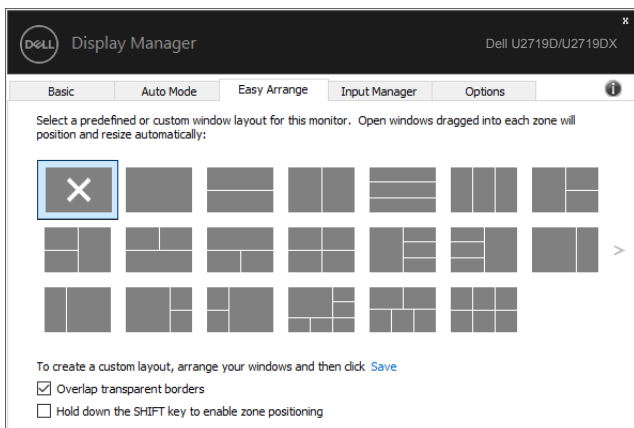 x
DELL
Display Manager
Dell U2719D/U2719DX
Basic
Auto Mode
Easy Arrange
Input Manager
Options
i
Select a predefined or custom window layout for this monitor. Open windows dragged into each zone will
position and resize automatically:
>
To create a custom layout, arrange your windows and then click Save
Overlap transparent borders
Hold down the SHIFT key to enable zone positioning